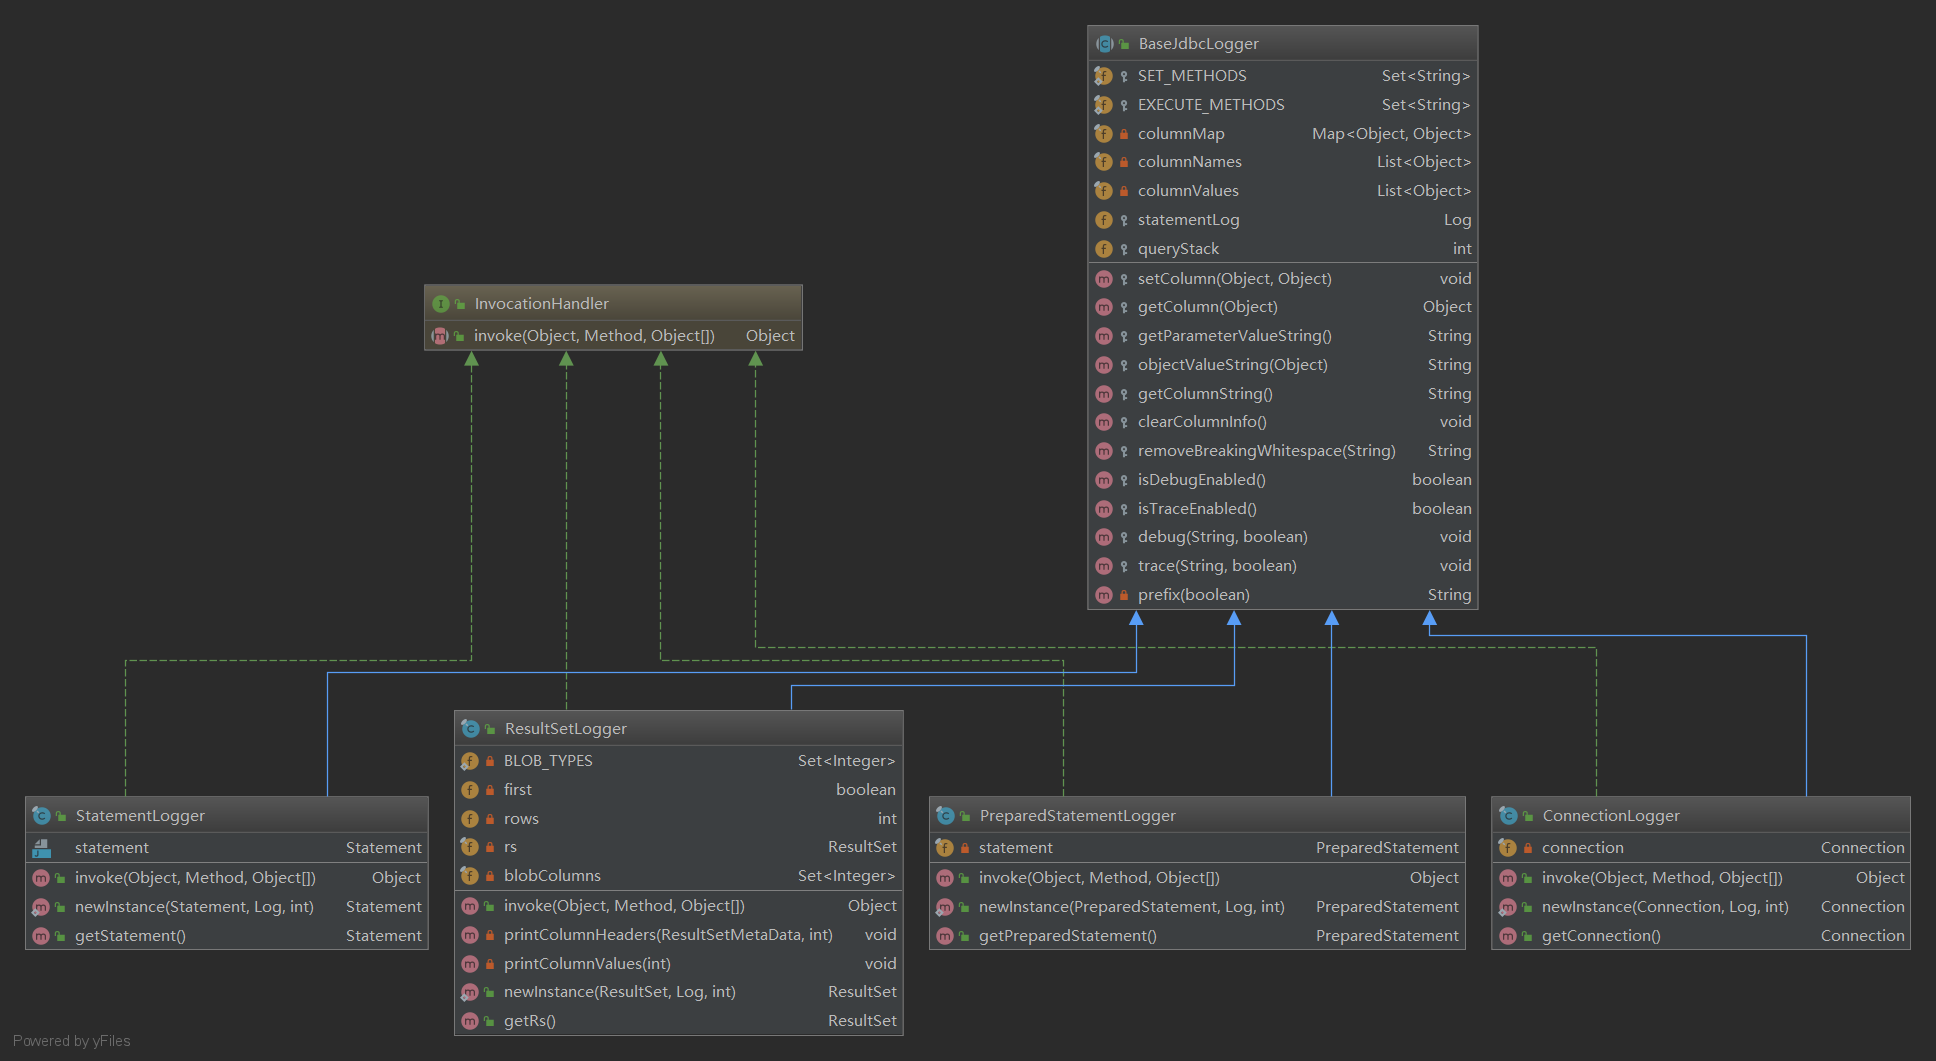 BaseJdbcLogger
SET_METHODS Set<String>
EXECUTE_METHODS Set<String>
columnMap Map<Object, Object>
columnNames List<Object>
columnValues List<Object>
statementLog Log
queryStack int
setColumn(Object, Object) void
getColumn(Object) Object
getParameterValueString() String
objectValueString(Object) String
getColumnString() String
clearColumnInfo() void
removeBreakingWhitespace(String) String
isDebugEnabled() boolean
isTraceEnabled() boolean
debug(String, boolean) void
trace(String, boolean) void
prefix(boolean) String
InvocationHandler
invoke(Object, Method, Object[]) Object
StatementLogger
statement Statement
invoke(Object, Method, Object[]) Object
newInstance(Statement, Log, int) Statement
getStatement() Statement
ResultSetLogger
BLOB_TYPES Set<Integer>
first boolean
rows int
rs ResultSet
blobColumns Set<Integer>
invoke(Object, Method, Object[]) Object
printColumnHeaders(ResultSetMetaData, int) void
printColumnValues(int) void
newInstance(ResultSet, Log, int) ResultSet
getRs() ResultSet
PreparedStatementLogger
statement PreparedStatement
invoke(Object, Method, Object[]) Object
newInstance(PreparedStatement, Log, int) PreparedStatement
getPreparedStatement() PreparedStatement
ConnectionLogger
connection Connection
invoke(Object, Method, Object[]) Object
newInstance(Connection, Log, int) Connection
getConnection() Connection
Powered by yFiles